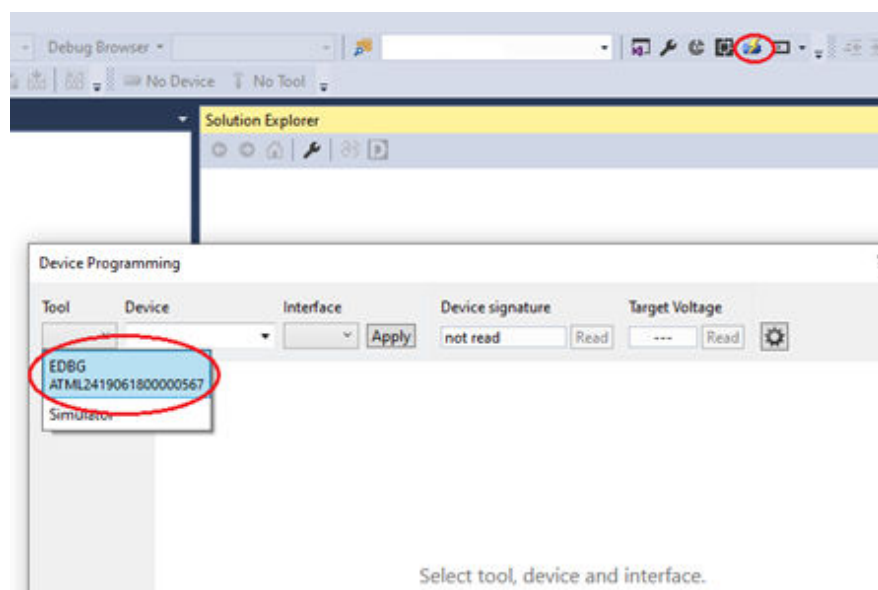 Debug Browser
No Device No Tool
Solution Explorer
Device Programming
Tool Device Interface Device signature Target Voltage
Apply not read Read --- Read
EDBG
ATML2419061800000567
Simulator
Select tool, device and interface.